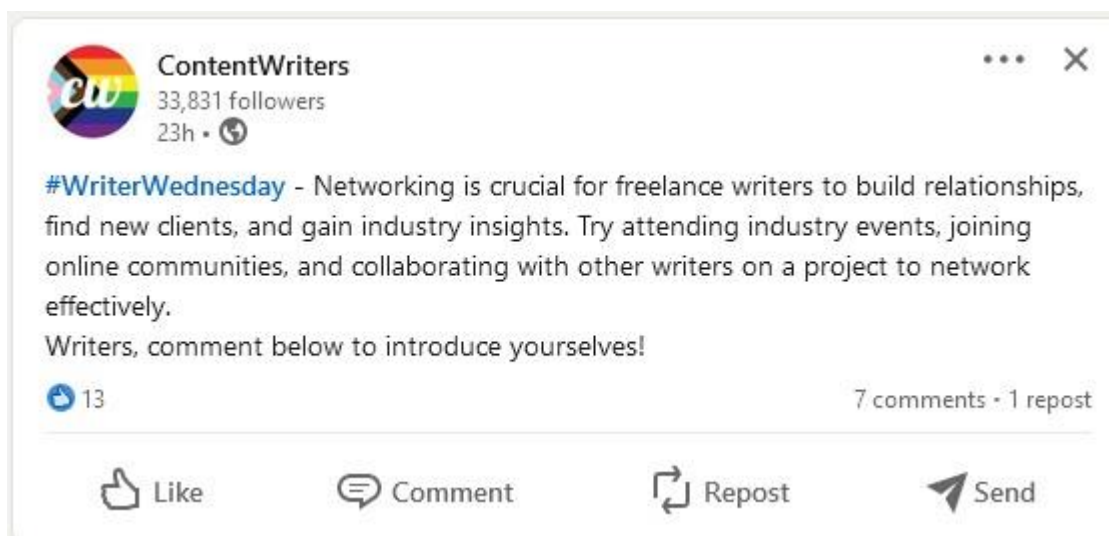 cw
ContentWriters
33,831 followers
23h •
#WriterWednesday - Networking is crucial for freelance writers to build relationships,
find new clients, and gain industry insights. Try attending industry events, joining
online communities, and collaborating with other writers on a project to network
effectively.
Writers, comment below to introduce yourselves!
13 7 comments • 1 repost
Like Comment Repost Send